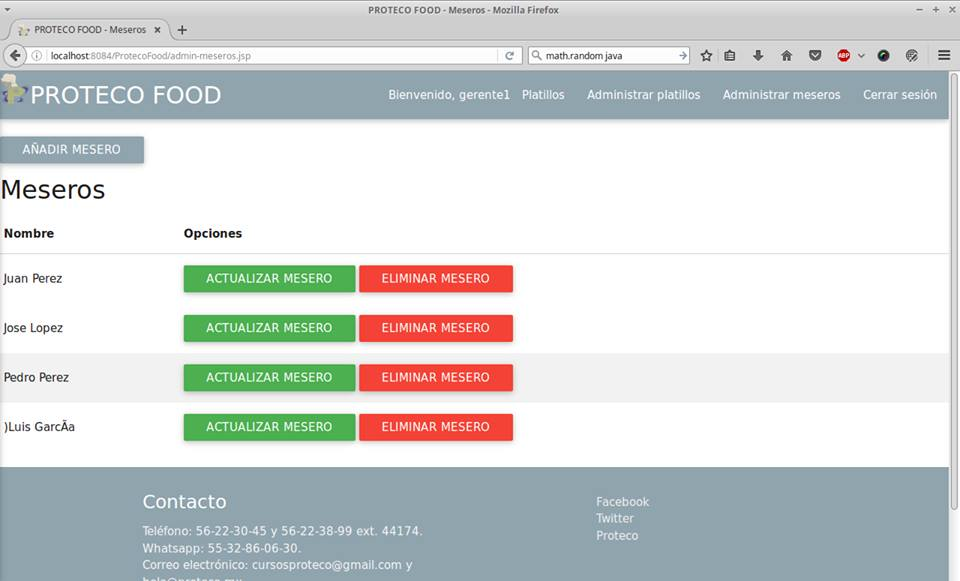 PROTECO FOOD - Meseros - Mozilla Firefox
PROTECO FOOD - Meseros
localhost:8084/ProtecoFood/admin-meseros.jsp
math.random java
ABP
PROTECO FOOD
Bienvenido, gerente1 Platillos Administrar platillos Administrar meseros Cerrar sesión
AÑADIR MESERO
Meseros
Nombre Opciones
Juan Perez ACTUALIZAR MESERO ELIMINAR MESERO
Jose Lopez ACTUALIZAR MESERO ELIMINAR MESERO
Pedro Perez ACTUALIZAR MESERO ELIMINAR MESERO
)Luis GarcÃa ACTUALIZAR MESERO ELIMINAR MESERO
Contacto
Teléfono: 56-22-30-45 y 56-22-38-99 ext. 44174.
Whatsapp: 55-32-86-06-30.
Correo electrónico: cursosproteco@gmail.com y
hola@proteco.mx
Facebook
Twitter
Proteco